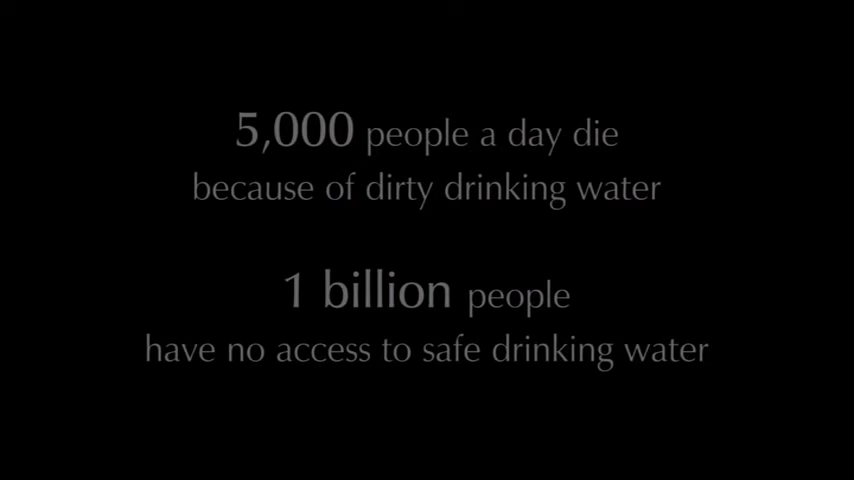 5,000 people a day die
because of dirty drinking water
1 billion people
have no access to safe drinking water